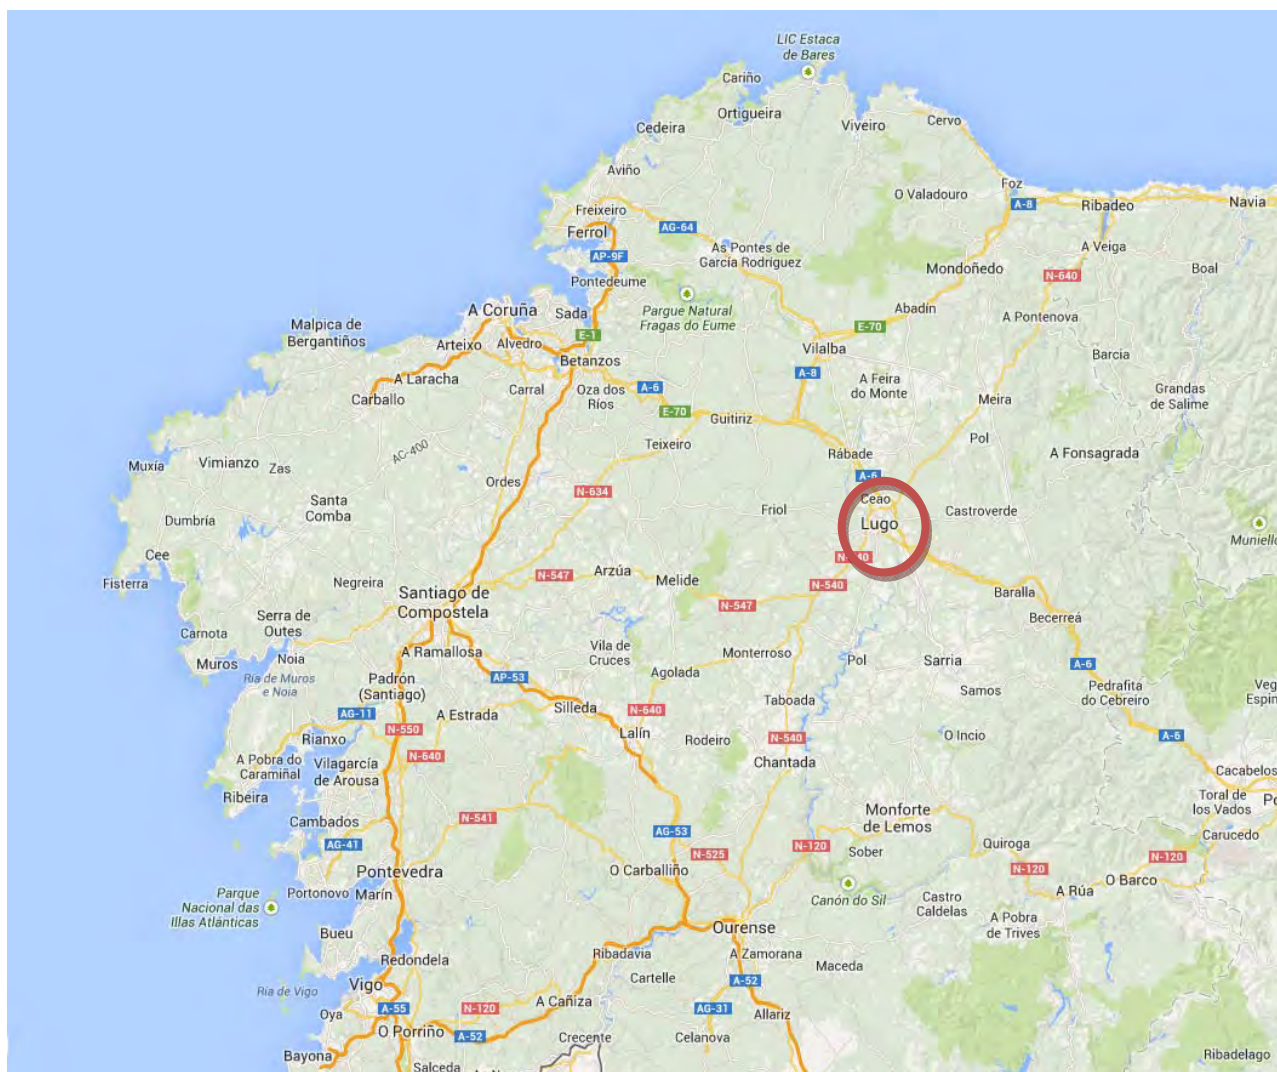 LIC Estaca
de Bares
Cariño
Ortigueira
Cedeira
Viveiro
Cervo
Aviño
Foz
O Valadouro
A-8
Ribadeo
Navia
Freixeiro
Ferrol
AG-64
As Pontes de
García Rodríguez
A Veiga
AP-9F
Mondoñedo
Boal
N-640
Pontedeume
Parque Natural
Fragas do Eume
A Coruña
Sada
Abadín
A Pontenova
Malpica de
Bergantiños
E-1
E-70
Arteixo
Alvedro
Vilalba
Betanzos
Barcia
A-8
A Laracha
Carral
Oza dos
Ríos
A-6
A Feira
do Monte
Grandas
de Salime
Carballo
Meira
E-70
Guitiriz
Teixeiro
Pol
AC-400
Rábade
A Fonsagrada
Muxía
Vimianzo
Zas
Ordes
A-6
N-634
Santa
Comba
Ceao
Friol
Castroverde
Dumbría
Lugo
Muniello
Cee
Fisterra
Negreira
N-547
Arzúa
Melide
N-540
Santiago de
Compostela
N-547
Baralla
Serra de
Outes
Becerreá
Carnota
Noia
A Ramallosa
Vila de
Cruces
Monterroso
Pol
Sarria
Muros
Ría de Muros
e Noia
Padrón
(Santiago)
AP-53
Agolada
A-6
Samos
Pedrafita
do Cebreiro
Taboada
AG-11
A Estrada
Silleda
N-640
N-550
Rianxo
Lalín
Rodeiro
N-540
O Incio
A-6
N-640
A Pobra do
Caramiñal
Vilagarcía
de Arousa
Chantada
Cacabelos
Ribeira
Toral de
los Vados
Cambados
N-541
Monforte
de Lemos
AG-53
Carucedo
AG-41
N-525
N-120
Sober
Quiroga
N-120
Pontevedra
O Carballiño
N-120
Parque
Nacional das
Illas Atlánticas
Portonovo
Marín
Canón do Sil
Castro
Caldelas
A Rúa
O Barco
A Pobra
de Trives
Bueu
Ourense
Redondela
Ribadavia
A Zamorana
Maceda
Ría de Vigo
Vigo
Cartelle
A-52
A Cañiza
Oya
A-55
N-120
AG-31
Allariz
O Porriño
A-52
Crecente
Celanova
Bayona
Salceda
Ribadelago